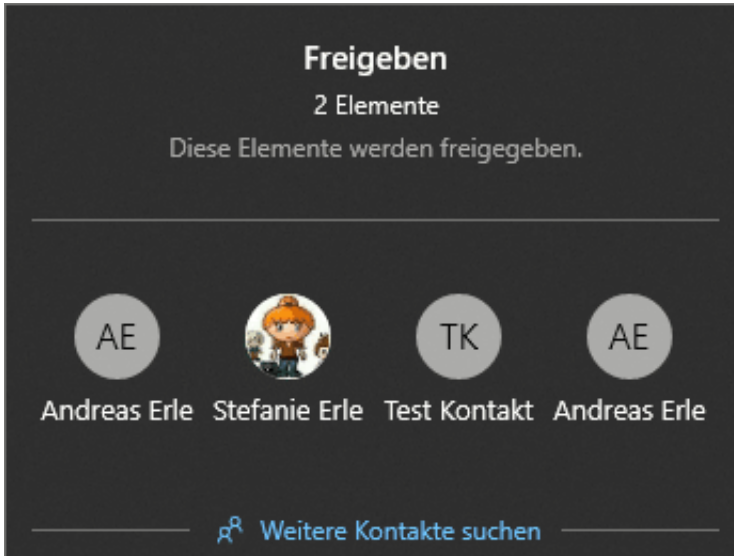 Freigeben
2 Elemente
Diese Elemente werden freigegeben.
AE TK AE
Andreas Erle Stefanie Erle Test Kontakt Andreas Erle
Weitere Kontakte suchen